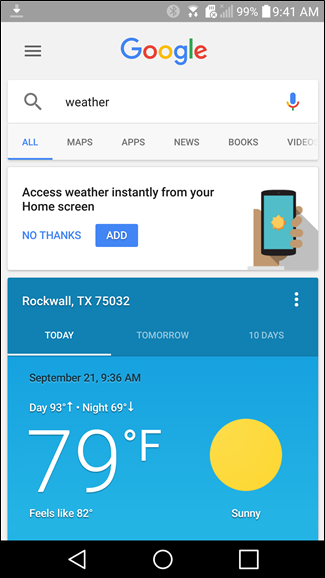 99% 9:41 AM
Google
weather
ALL MAPS APPS NEWS BOOKS VIDEOS
Access weather instantly from your
Home screen
NO THANKS ADD
Rockwall, TX 75032
TODAY TOMORROW 10 DAYS
September 21, 9:36 AM
Day 93°↑ • Night 69°↓
79°F
Feels like 82° Sunny